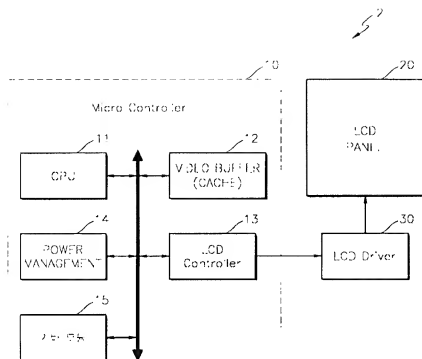 2
10
20
Micro Controller
LCD
PANEL
11
12
CPU
VIDEO BUFFER
(CACHE)
14
13
30
POWER
MANAGEMENT
LCD
Controller
LCD Driver
15